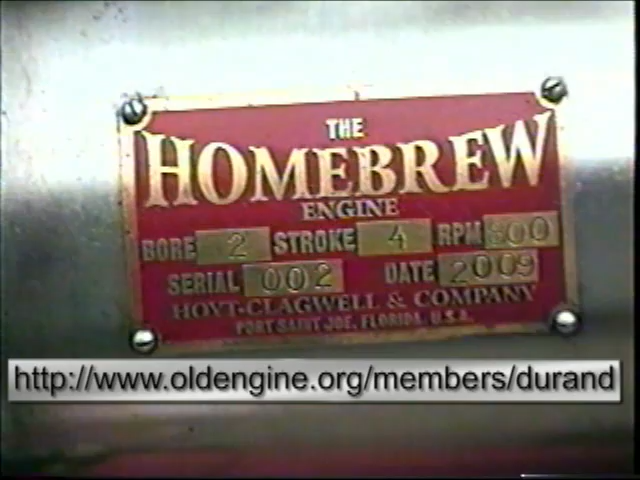 THE
HOMEBREW
ENGINE
BORE 2 STROKE 4 RPM 600
SERIAL 002 DATE 2009
HOYT-CLAGWELL & COMPANY
PORT SAINT JOE, FLORIDA, U.S.A.
http://www.oldengine.org/members/durand